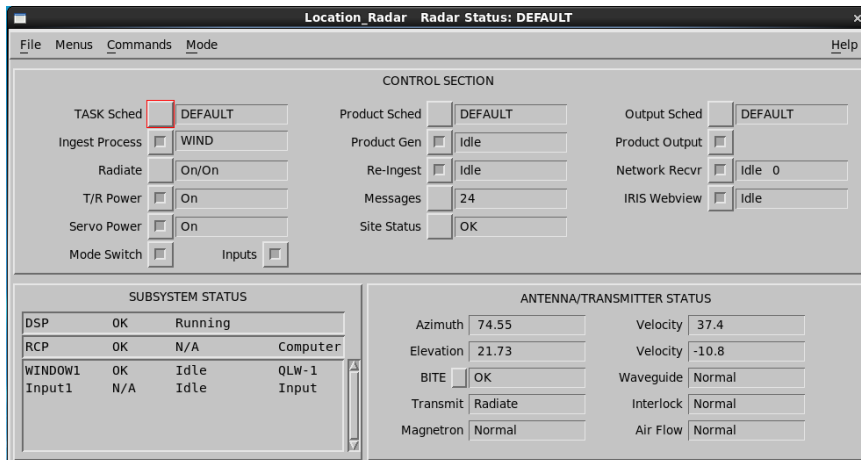 Location_Radar Radar Status: DEFAULT
File Menus Commands Mode Help
CONTROL SECTION
TASK Sched DEFAULT Product Sched DEFAULT Output Sched DEFAULT
Ingest Process WIND Product Gen Idle Product Output
Radiate On/On Re-Ingest Idle Network Recvr Idle 0
T/R Power On Messages 24 IRIS Webview Idle
Servo Power On Site Status OK
Mode Switch Inputs
SUBSYSTEM STATUS
DSP OK Running
RCP OK N/A Computer
WINDOW1 OK Idle QLW-1
Input1 N/A Idle Input
ANTENNA/TRANSMITTER STATUS
Azimuth 74.55 Velocity 37.4
Elevation 21.73 Velocity -10.8
BITE OK Waveguide Normal
Transmit Radiate Interlock Normal
Magnetron Normal Air Flow Normal